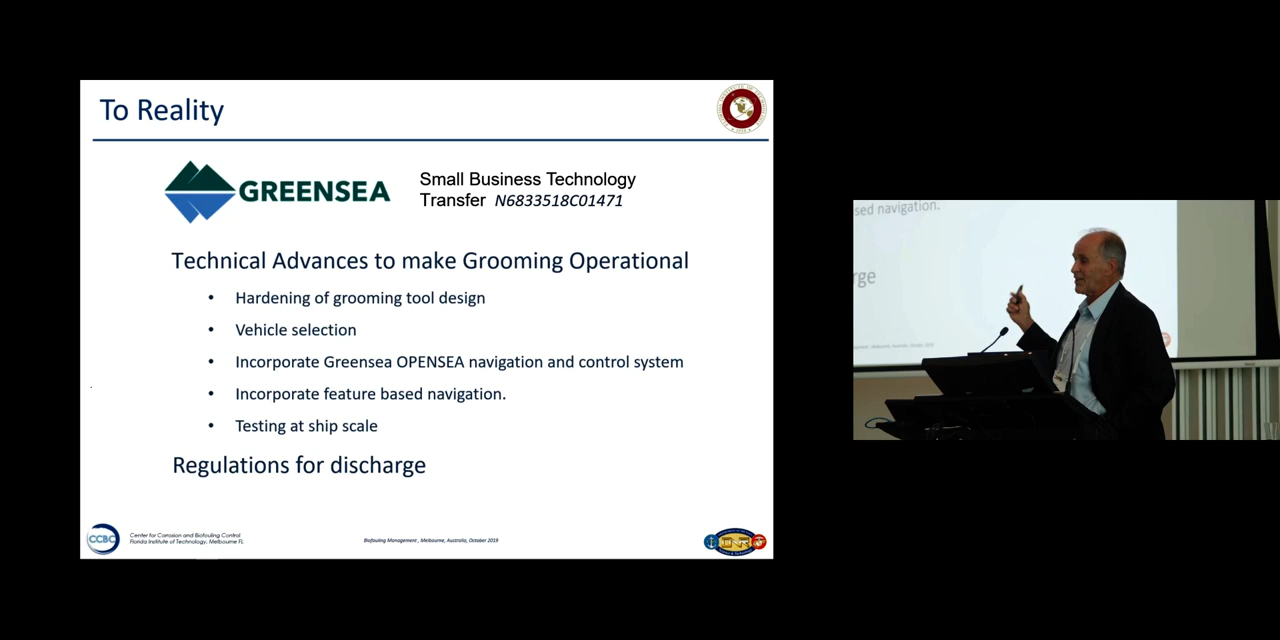 To Reality
GREENSEA
Small Business Technology
Transfer N6833518C01471
Technical Advances to make Grooming Operational
• Hardening of grooming tool design
• Vehicle selection
• Incorporate Greensea OPENSEA navigation and control system
• Incorporate feature based navigation.
• Testing at ship scale
Regulations for discharge
CCBC
Center for Corrosion and Biofouling Control
Florida Institute of Technology, Melbourne FL
Biofouling Management, Melbourne, Australia, October 2019
ONR
sed navigation.
rge